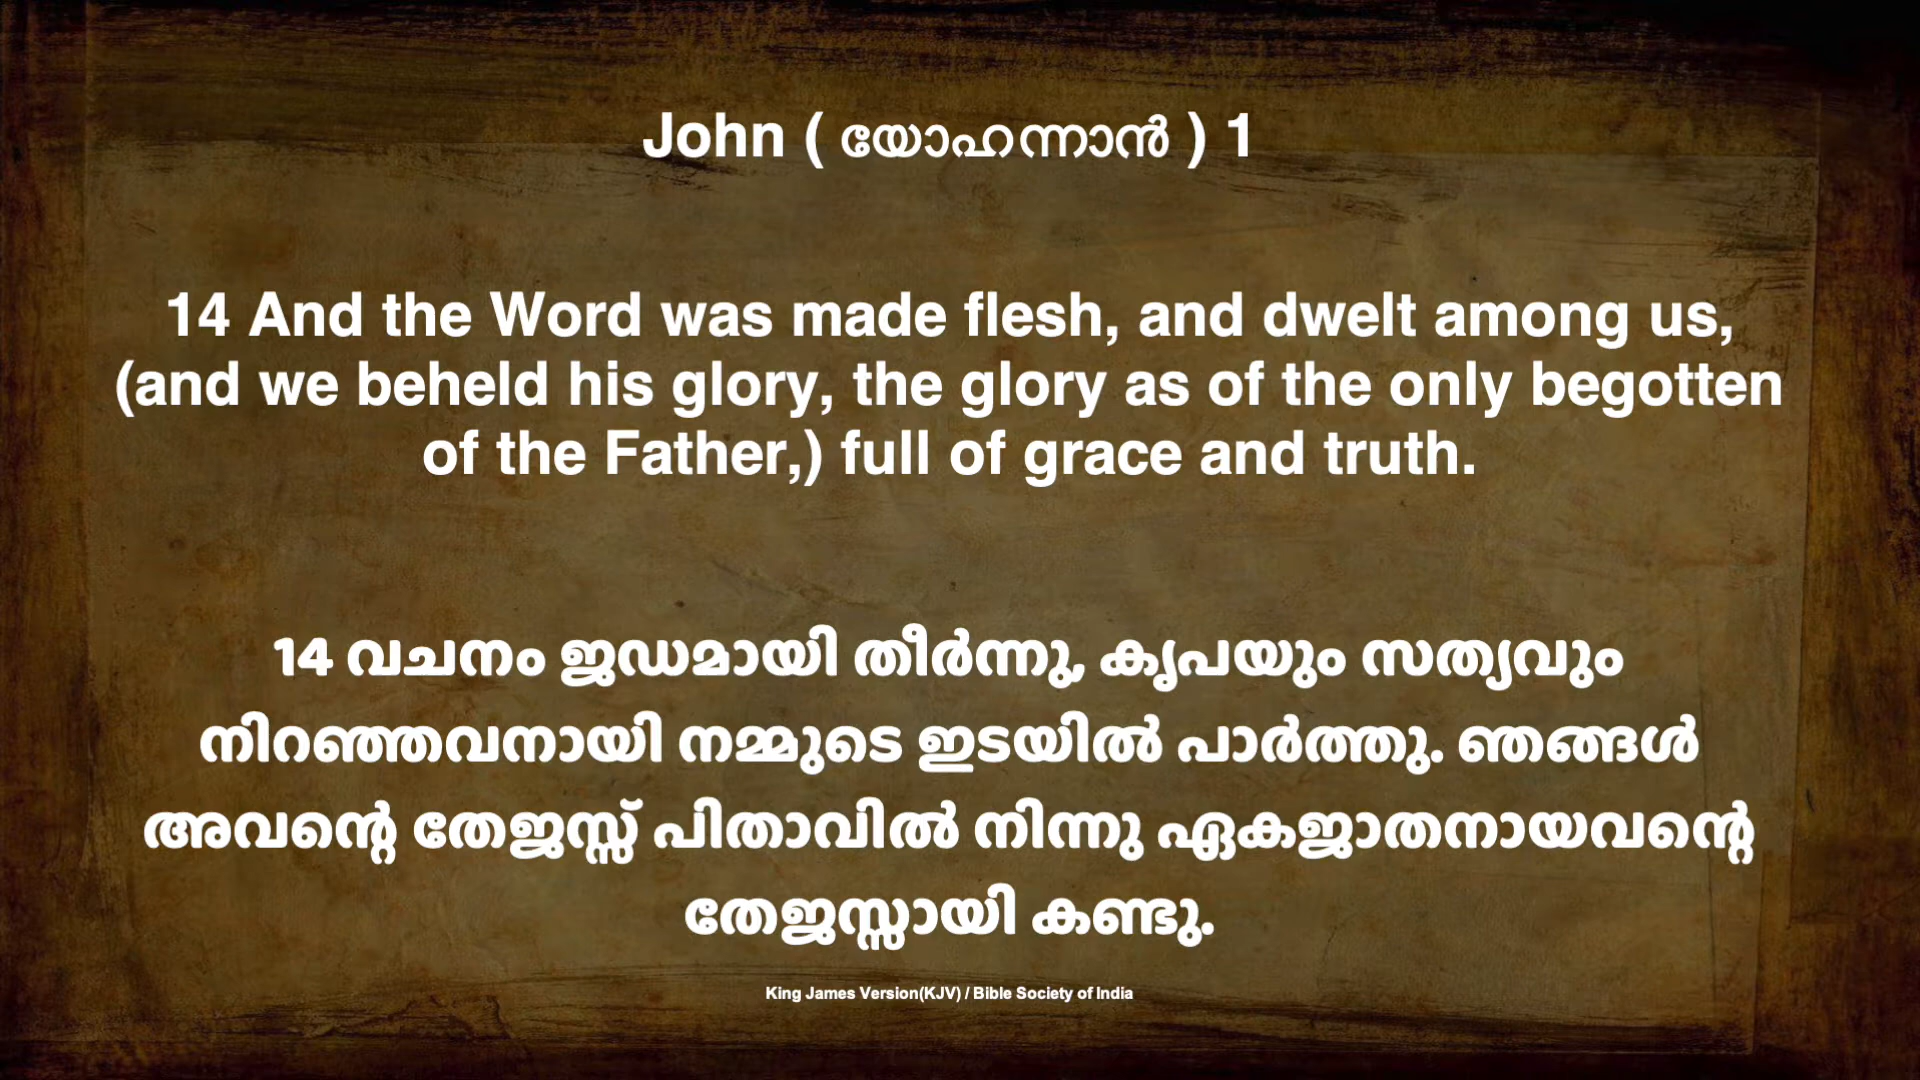 John ( യോഹന്നാൻ ) 1
14 And the Word was made flesh, and dwelt among us,
(and we beheld his glory, the glory as of the only begotten
of the Father,) full of grace and truth.
14 വചനം ജഡമായി തീർന്നു, കൃപയും സത്യവും
നിറഞ്ഞവനായി നമ്മുടെ ഇടയിൽ പാർത്തു. ഞങ്ങൾ
അവന്റെ തേജസ്സ് പിതാവിൽ നിന്നു ഏകജാതനായവന്റെ
തേജസ്സായി കണ്ടു.
King James Version(KJV) / Bible Society of India